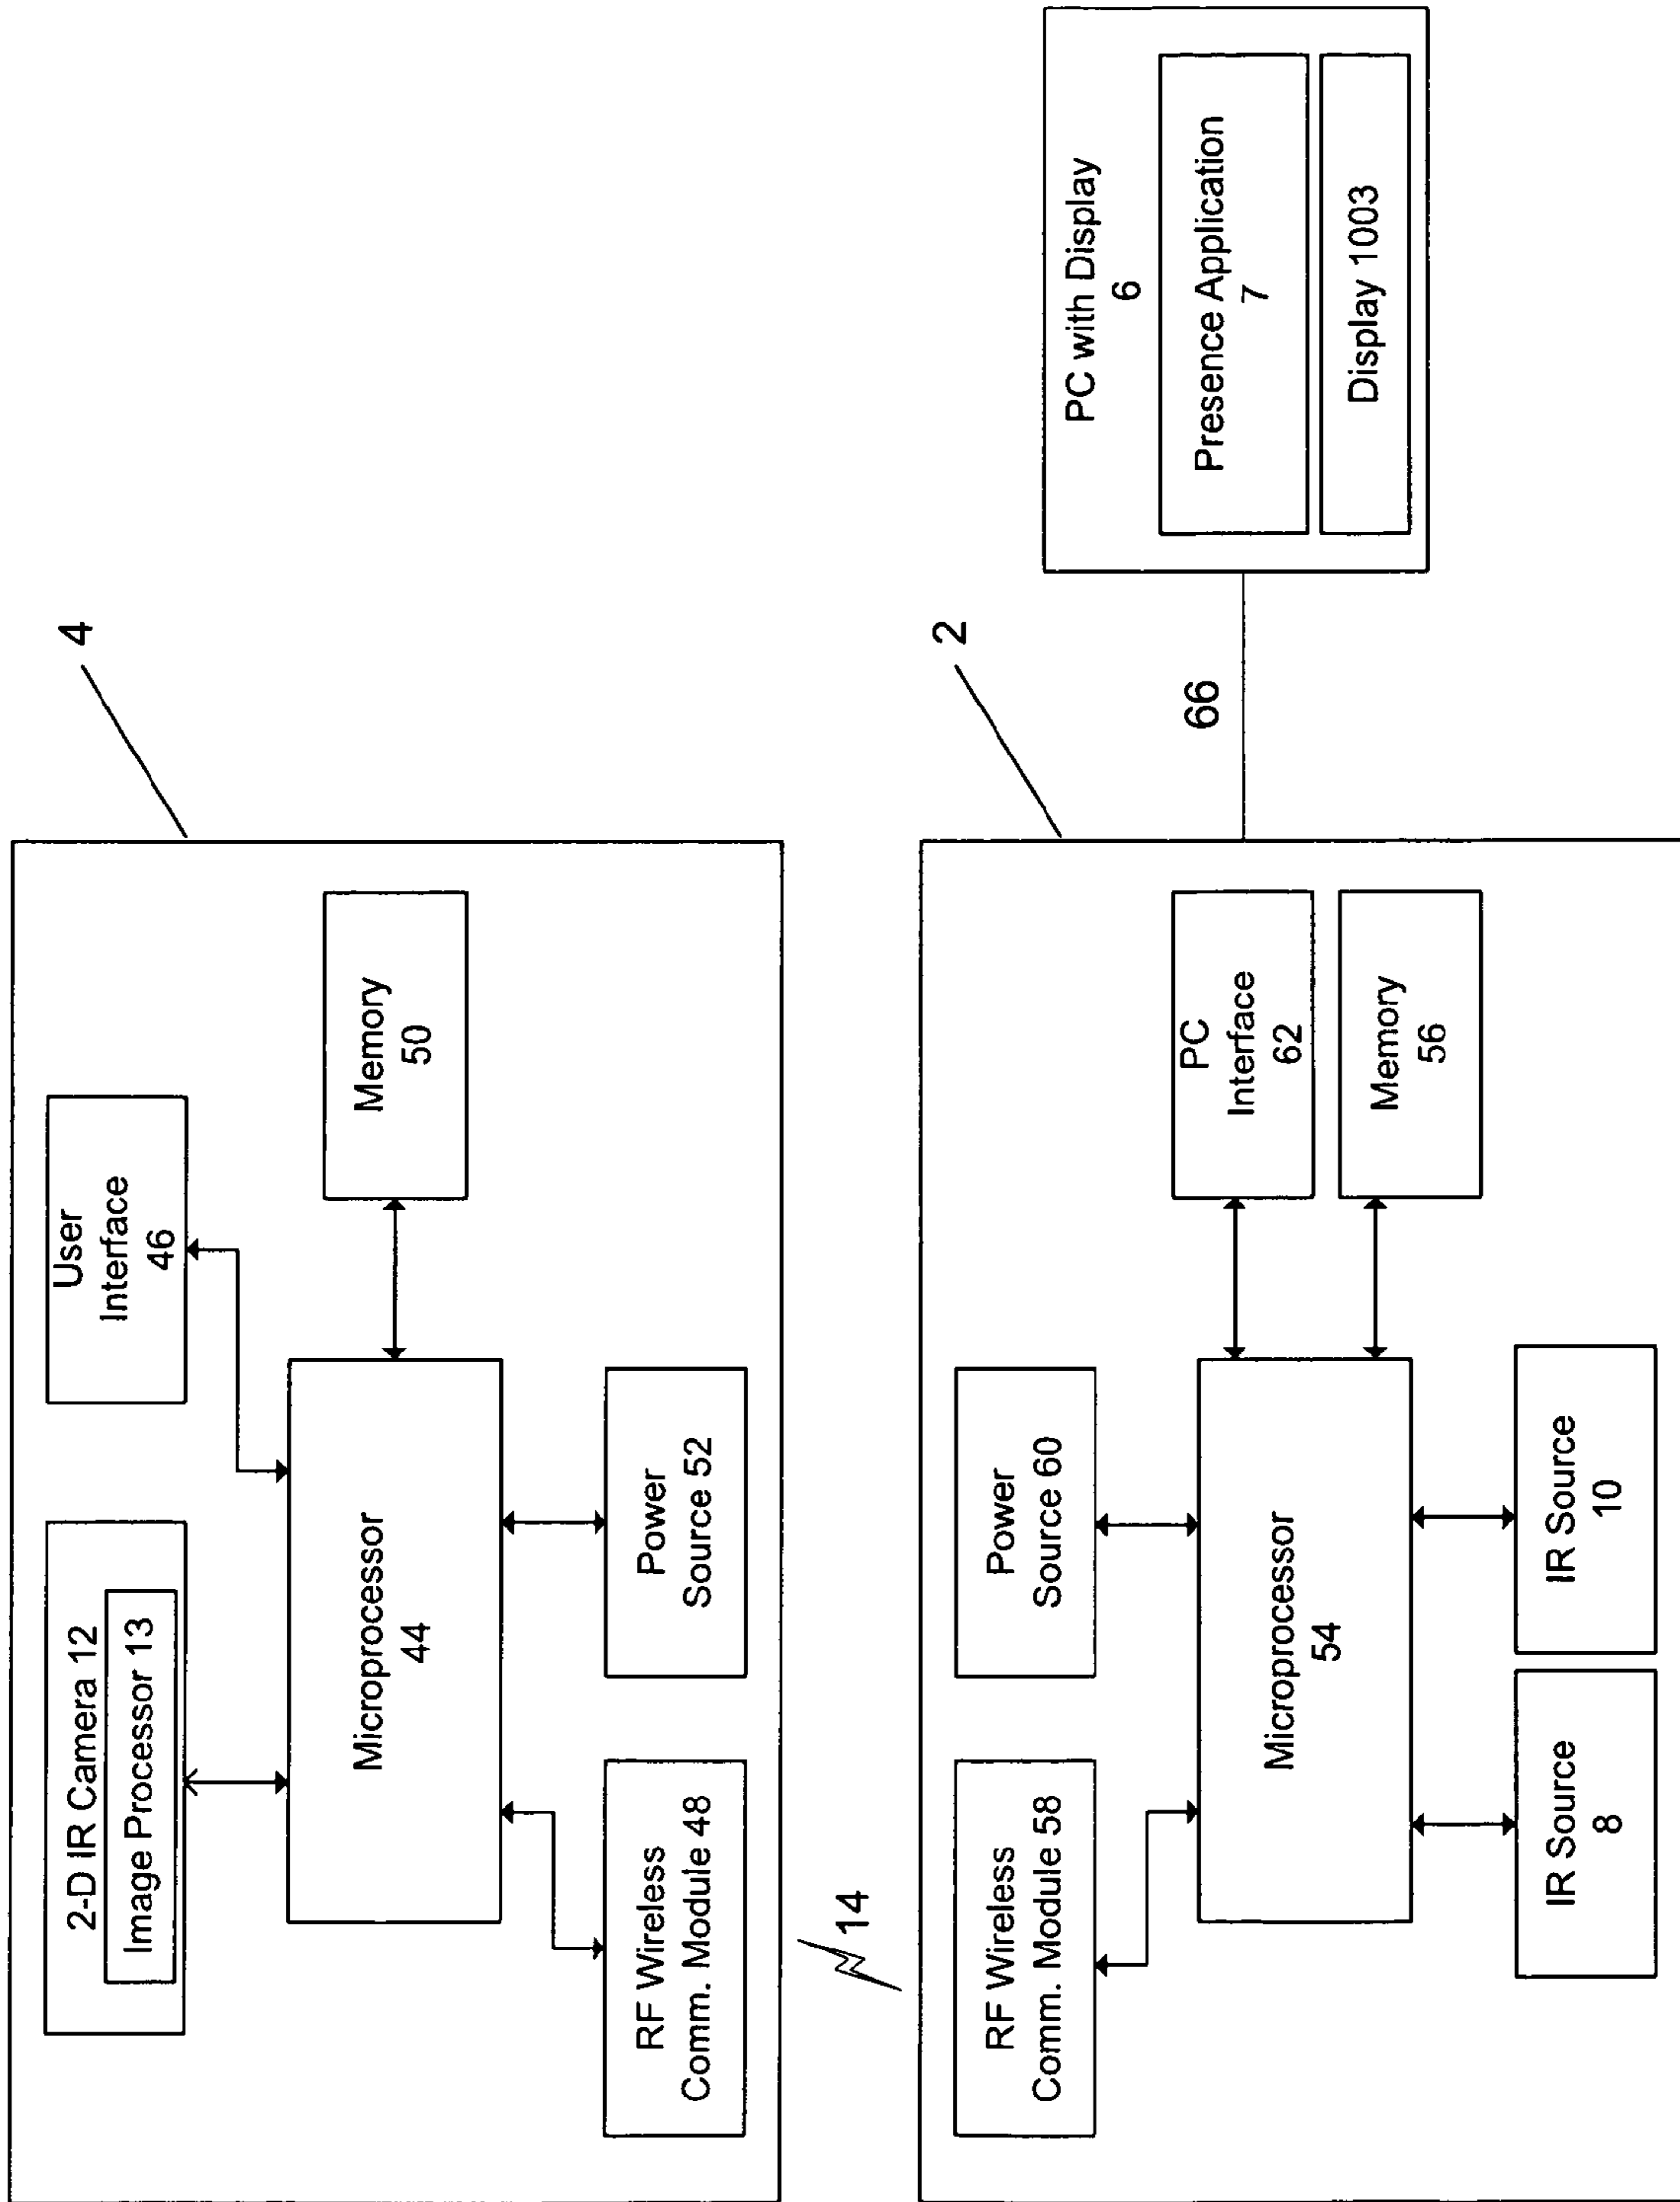 4
2-D IR Camera 12
Image Processor 13
User
Interface
46
Microprocessor
44
Memory
50
RF Wireless
Comm. Module 48
Power
Source 52
14
2
RF Wireless
Comm. Module 58
Power
Source 60
Microprocessor
54
PC
Interface
62
Memory
56
IR Source
8
IR Source
10
66
PC with Display
6
Presence Application
7
Display 1003